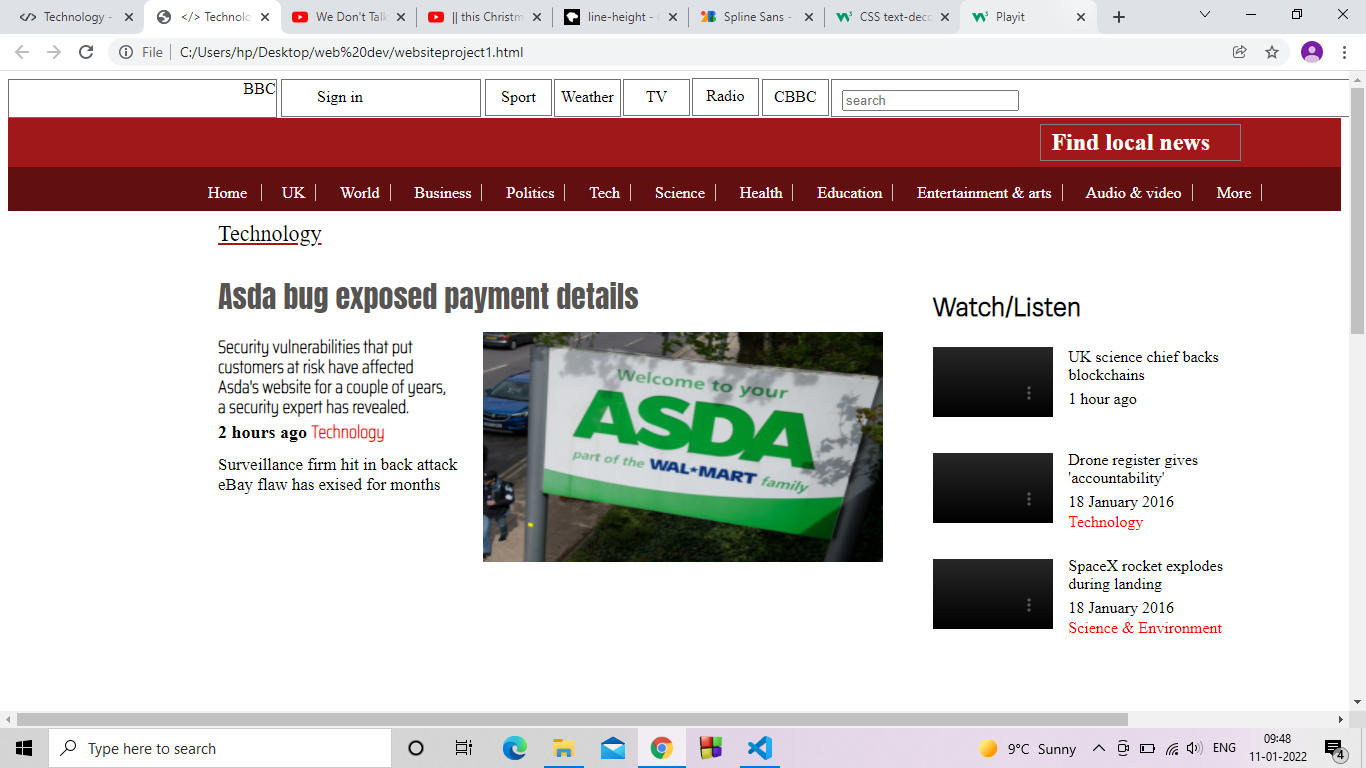 Technology -
</> Technolo
We Don't Talk
|| this Christm
line-height -
Spline Sans -
CSS text-deco
Playit
File
C:/Users/hp/Desktop/web%20dev/websiteproject1.html
BBC
Sign in
Sport
Weather
TV
Radio
CBBC
search
Find local news
Home
UK
World
Business
Politics
Tech
Science
Health
Education
Entertainment & arts
Audio & video
More
Technology
Asda bug exposed payment details
Security vulnerabilities that put
customers at risk have affected
Asda's website for a couple of years,
a security expert has revealed.
2 hours ago Technology
Surveillance firm hit in back attack
eBay flaw has exised for months
Welcome to your
ASDA
part of the WAL★MART family
Watch/Listen
UK science chief backs
blockchains
1 hour ago
Drone register gives
'accountability'
18 January 2016
Technology
SpaceX rocket explodes
during landing
18 January 2016
Science & Environment
Type here to search
9°C Sunny
ENG
09:48
11-01-2022
4